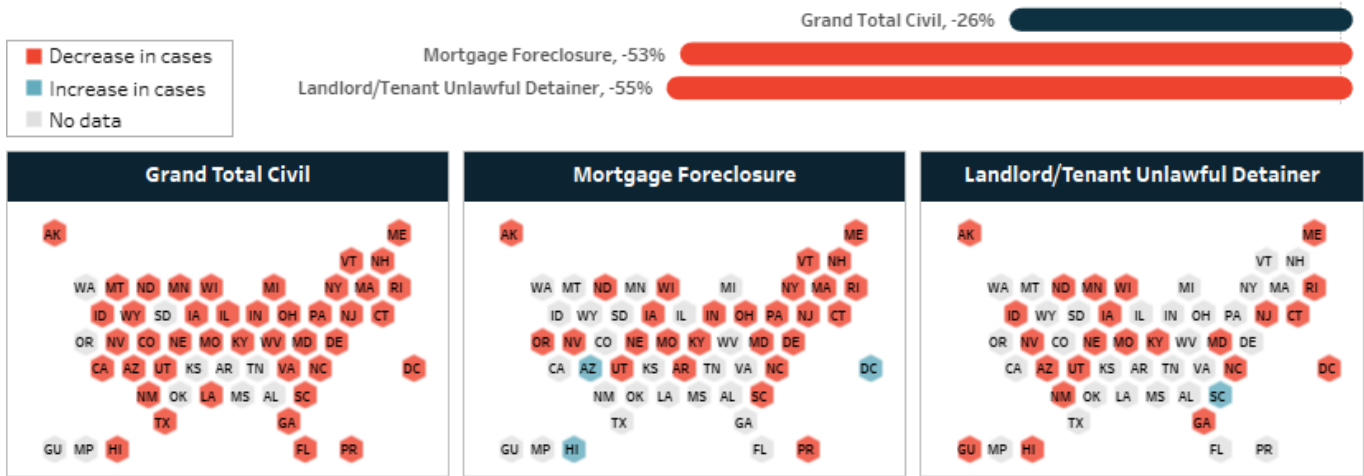 Grand Total Civil, -26%
Decrease in cases
Mortgage Foreclosure, -53%
Increase in cases
Landlord/Tenant Unlawful Detainer, -55%
No data
Grand Total Civil
AK ME
VT NH
WA MT ND MN WI MI NY MA RI
ID WY SD IA IL IN OH PA NJ CT
OR NV CO NE MO KY WV MD DE
CA AZ UT KS AR TN VA NC DC
NM OK LA MS AL SC
TX GA
GU MP HI FL PR
Mortgage Foreclosure
AK ME
VT NH
WA MT ND MN WI MI NY MA RI
ID WY SD IA IL IN OH PA NJ CT
OR NV CO NE MO KY WV MD DE
CA AZ UT KS AR TN VA NC DC
NM OK LA MS AL SC
TX GA
GU MP HI FL PR
Landlord/Tenant Unlawful Detainer
AK ME
VT NH
WA MT ND MN WI MI NY MA RI
ID WY SD IA IL IN OH PA NJ CT
OR NV CO NE MO KY WV MD DE
CA AZ UT KS AR TN VA NC DC
NM OK LA MS AL SC
TX GA
GU MP HI FL PR